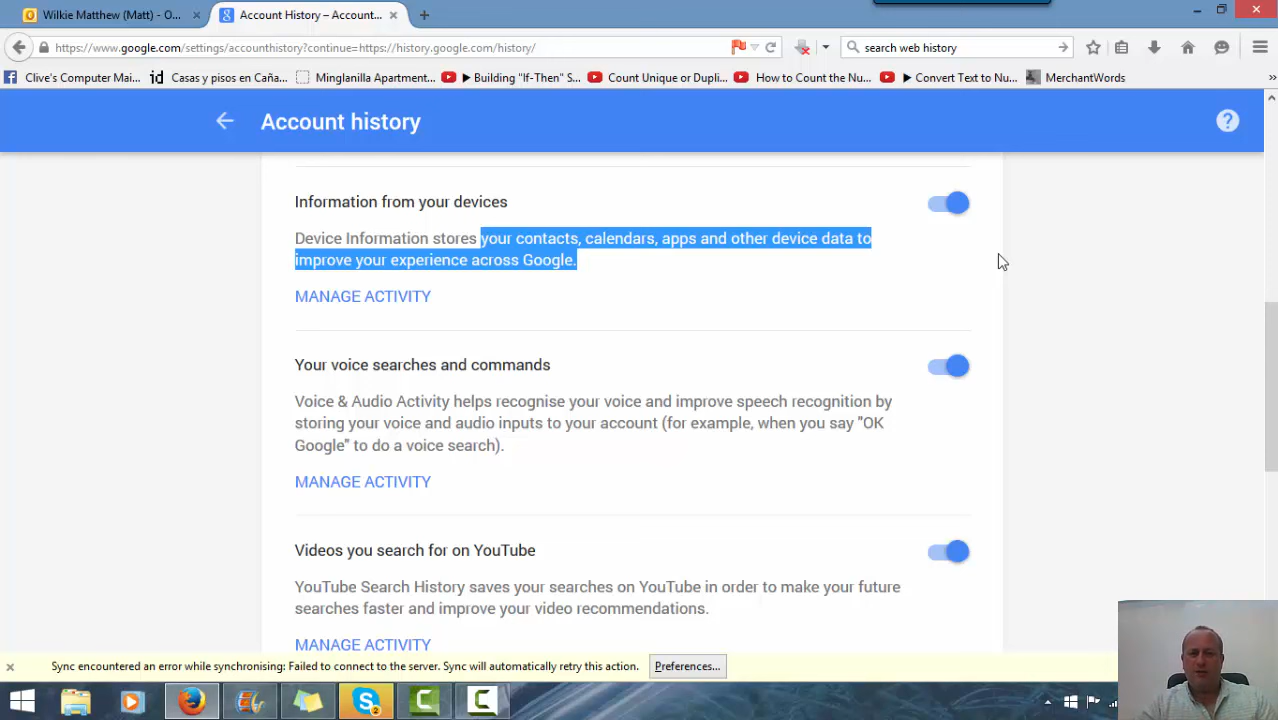 Wilkie Matthew (Matt) - O... × Account History – Accoun... × +
https://www.google.com/settings/accounthistory?continue=https://history.google.com/history/ search web history
Clive's Computer Mai... id Casas y pisos en Caña... Minglanilla Apartment... ▶ Building "If-Then" S... Count Unique or Dupli... How to Count the Nu... ▶ Convert Text to Nu... MerchantWords »
Account history ?
Information from your devices
Device Information stores your contacts, calendars, apps and other device data to
improve your experience across Google.
MANAGE ACTIVITY
Your voice searches and commands
Voice & Audio Activity helps recognise your voice and improve speech recognition by
storing your voice and audio inputs to your account (for example, when you say "OK
Google" to do a voice search).
MANAGE ACTIVITY
Videos you search for on YouTube
YouTube Search History saves your searches on YouTube in order to make your future
searches faster and improve your video recommendations.
MANAGE ACTIVITY
× Sync encountered an error while synchronising: Failed to connect to the server. Sync will automatically retry this action. Preferences...
2